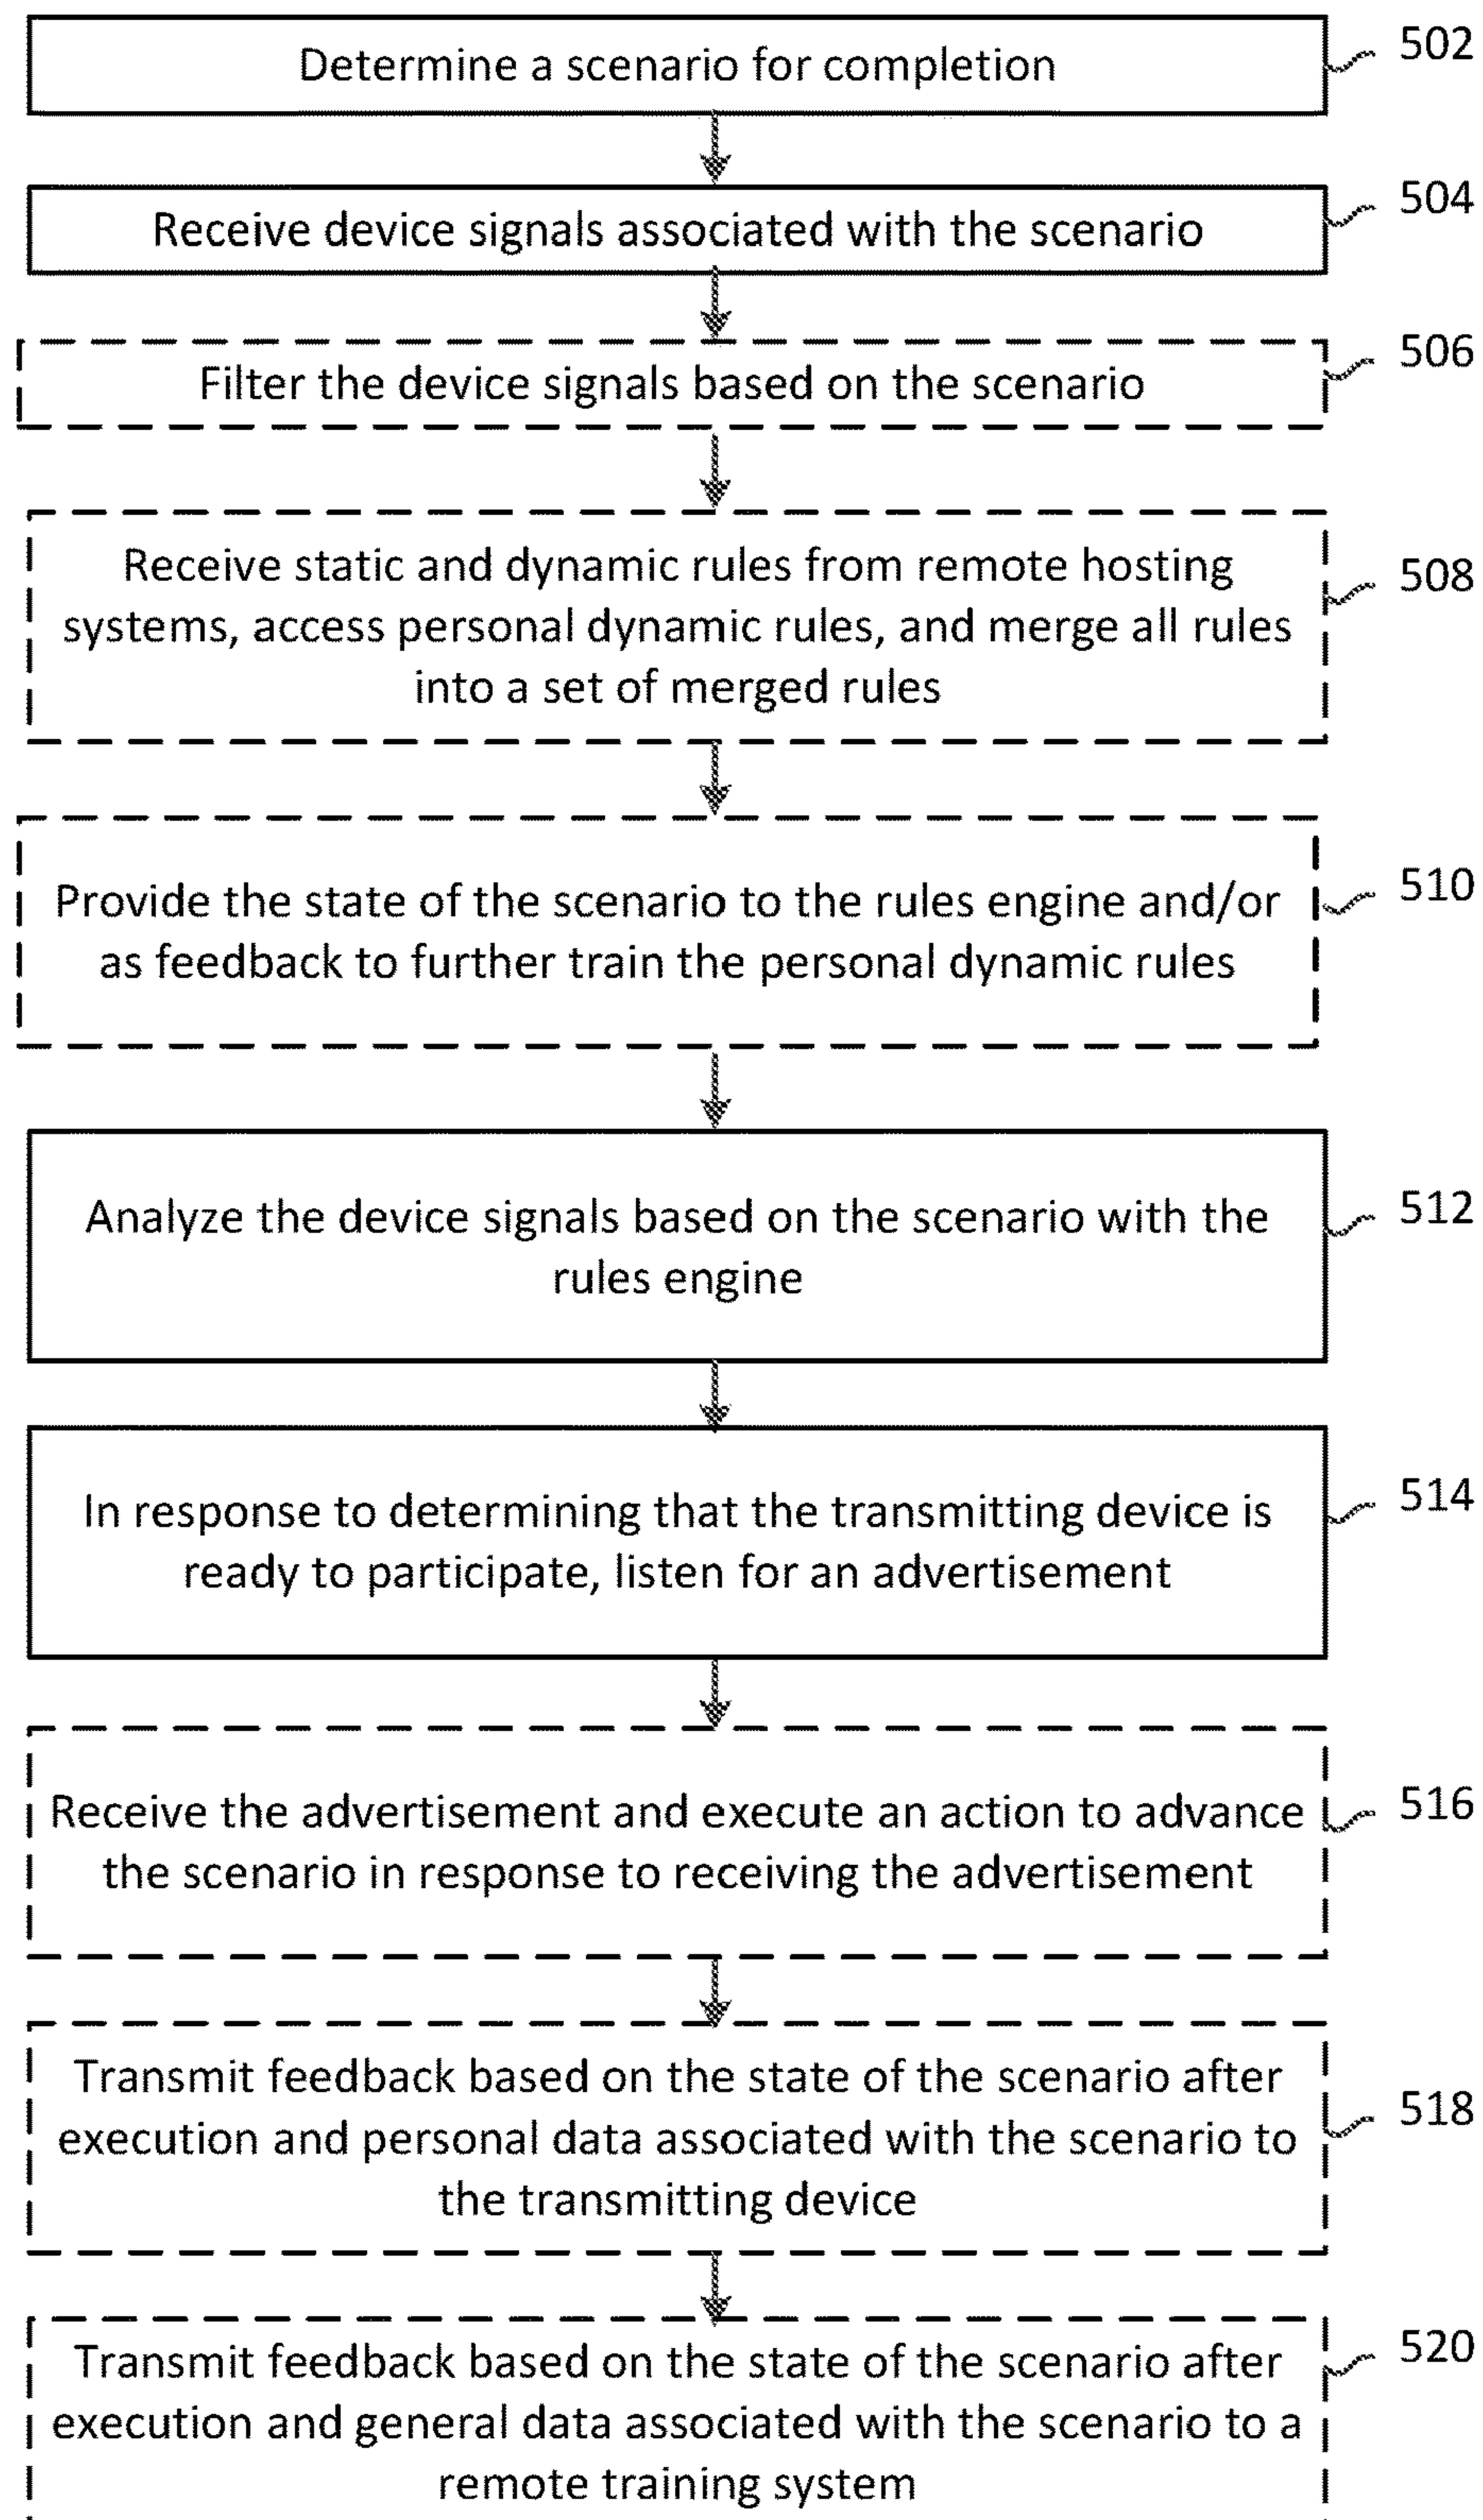 Determine a scenario for completion
502
Receive device signals associated with the scenario
504
Filter the device signals based on the scenario
506
Receive static and dynamic rules from remote hosting
systems, access personal dynamic rules, and merge all rules
into a set of merged rules
508
Provide the state of the scenario to the rules engine and/or
as feedback to further train the personal dynamic rules
510
Analyze the device signals based on the scenario with the
rules engine
512
In response to determining that the transmitting device is
ready to participate, listen for an advertisement
514
Receive the advertisement and execute an action to advance
the scenario in response to receiving the advertisement
516
Transmit feedback based on the state of the scenario after
execution and personal data associated with the scenario to
the transmitting device
518
Transmit feedback based on the state of the scenario after
execution and general data associated with the scenario to a
remote training system
520